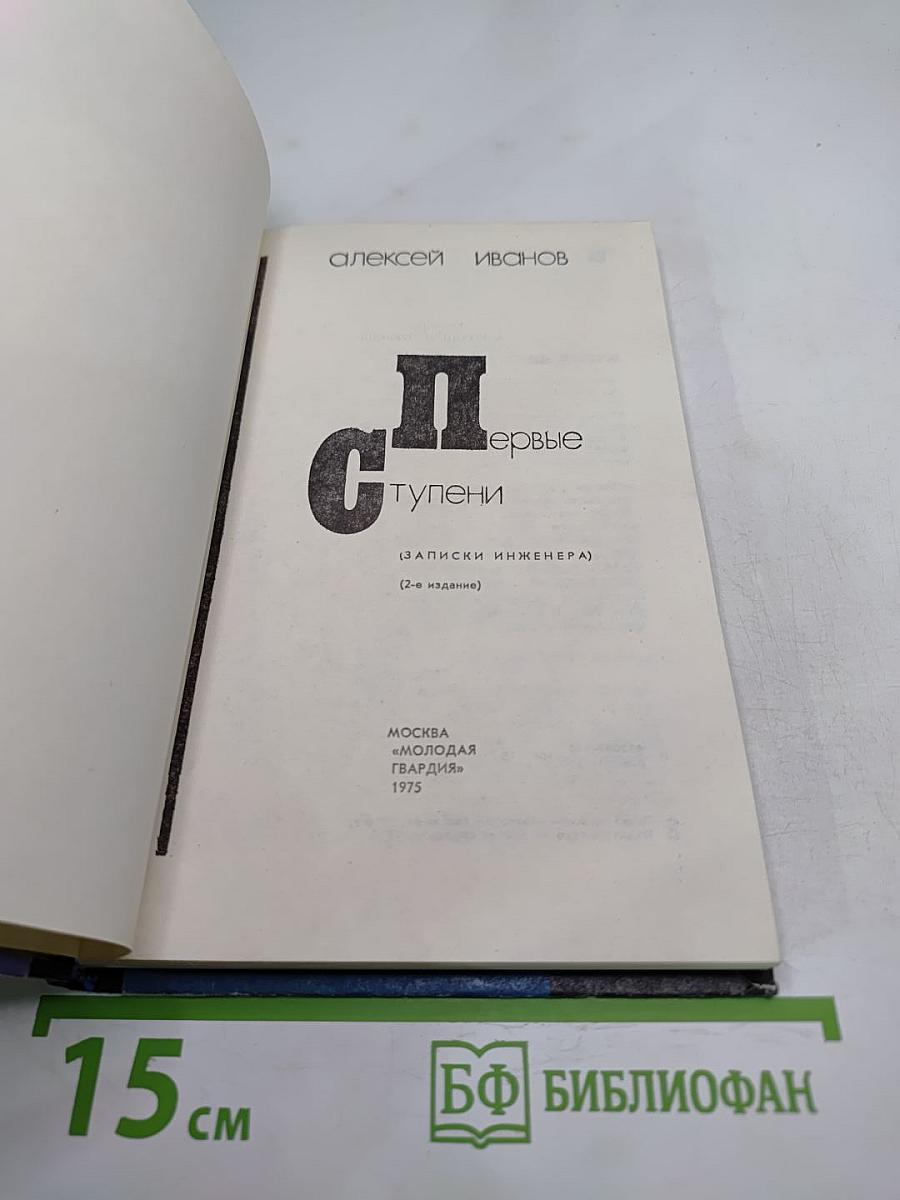 алексей иванов
Первые
Ступени
(ЗАПИСКИ ИНЖЕНЕРА)
(2-е издание)
МОСКВА
«МОЛОДАЯ
ГВАРДИЯ»
1975
15 см
БФ БИБЛИОФАН